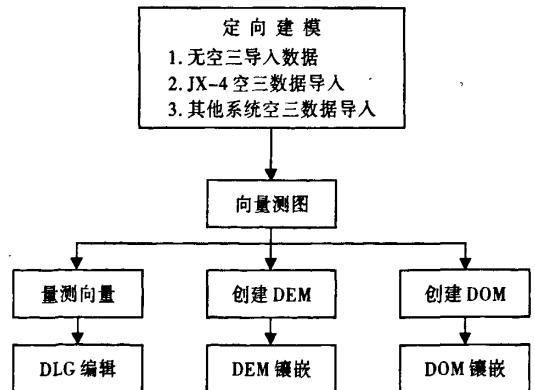 定向建模
1. 无空三导入数据
2. JX-4 空三数据导入
3. 其他系统空三数据导入
向量测图
量测向量
创建 DEM
创建 DOM
DLG 编辑
DEM 镶嵌
DOM 镶嵌